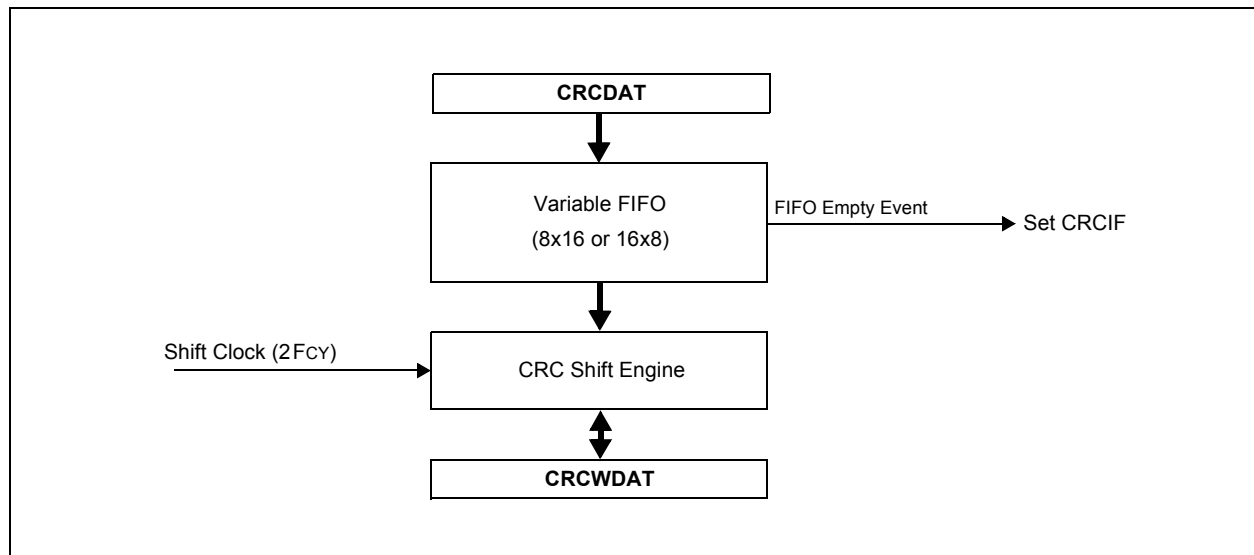 CRCDAT
Variable FIFO
(8x16 or 16x8)
FIFO Empty Event
Set CRCIF
Shift Clock (2FCY)
CRC Shift Engine
CRCWDAT